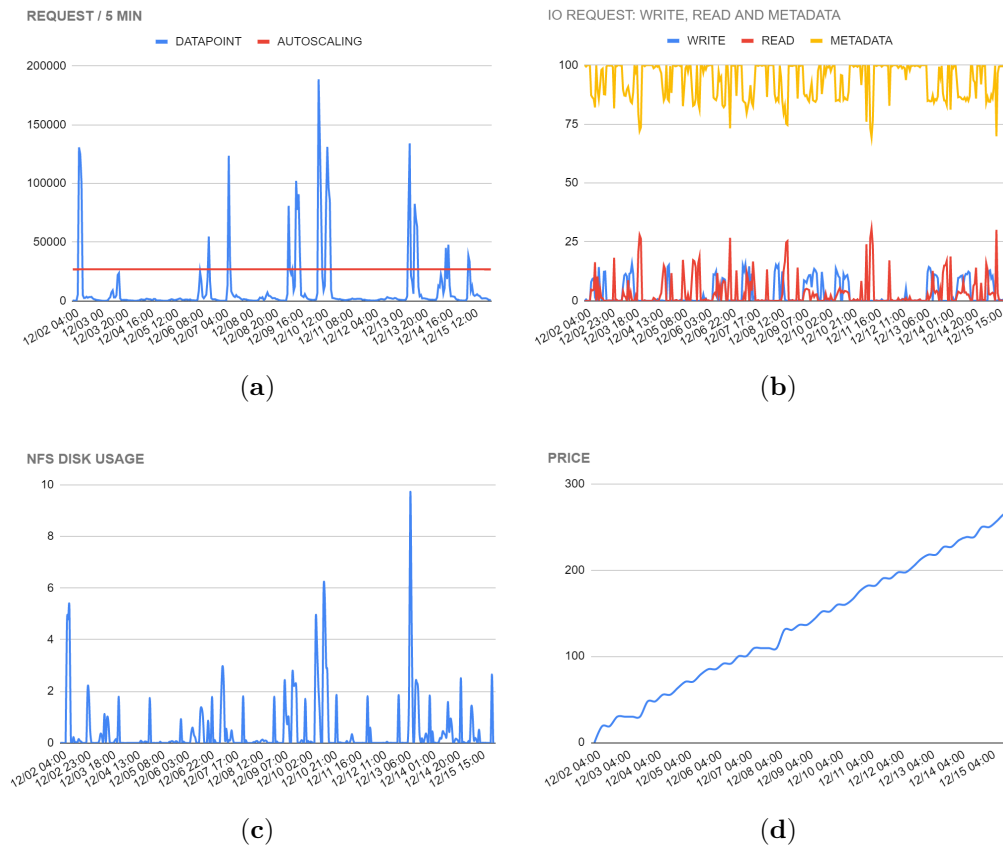 REQUEST / 5 MIN
DATAPOINT AUTOSCALING
200000
150000
100000
50000
0
12/02 04:00 12/03 00:00 12/03 20:00 12/04 16:00 12/05 12:00 12/06 08:00 12/07 04:00 12/08 00:00 12/08 20:00 12/09 16:00 12/10 12:00 12/11 08:00 12/12 04:00 12/13 00:00 12/13 20:00 12/14 16:00 12/15 12:00
(a)
IO REQUEST: WRITE, READ AND METADATA
WRITE READ METADATA
100
75
50
25
0
12/02 04:00 12/02 23:00 12/03 18:00 12/04 13:00 12/05 08:00 12/06 03:00 12/06 22:00 12/07 17:00 12/08 12:00 12/09 07:00 12/10 02:00 12/10 21:00 12/11 16:00 12/12 11:00 12/13 06:00 12/14 01:00 12/14 20:00 12/15 15:00
(b)
NFS DISK USAGE
10
8
6
4
2
0
12/02 04:00 12/02 23:00 12/03 18:00 12/04 13:00 12/05 08:00 12/06 03:00 12/06 22:00 12/07 17:00 12/08 12:00 12/09 07:00 12/10 02:00 12/10 21:00 12/11 16:00 12/12 11:00 12/13 06:00 12/14 01:00 12/14 20:00 12/15 15:00
(c)
PRICE
300
200
100
0
12/02 04:00 12/03 04:00 12/04 04:00 12/05 04:00 12/06 04:00 12/07 04:00 12/08 04:00 12/09 04:00 12/10 04:00 12/11 04:00 12/12 04:00 12/13 04:00 12/14 04:00 12/15 04:00
(d)